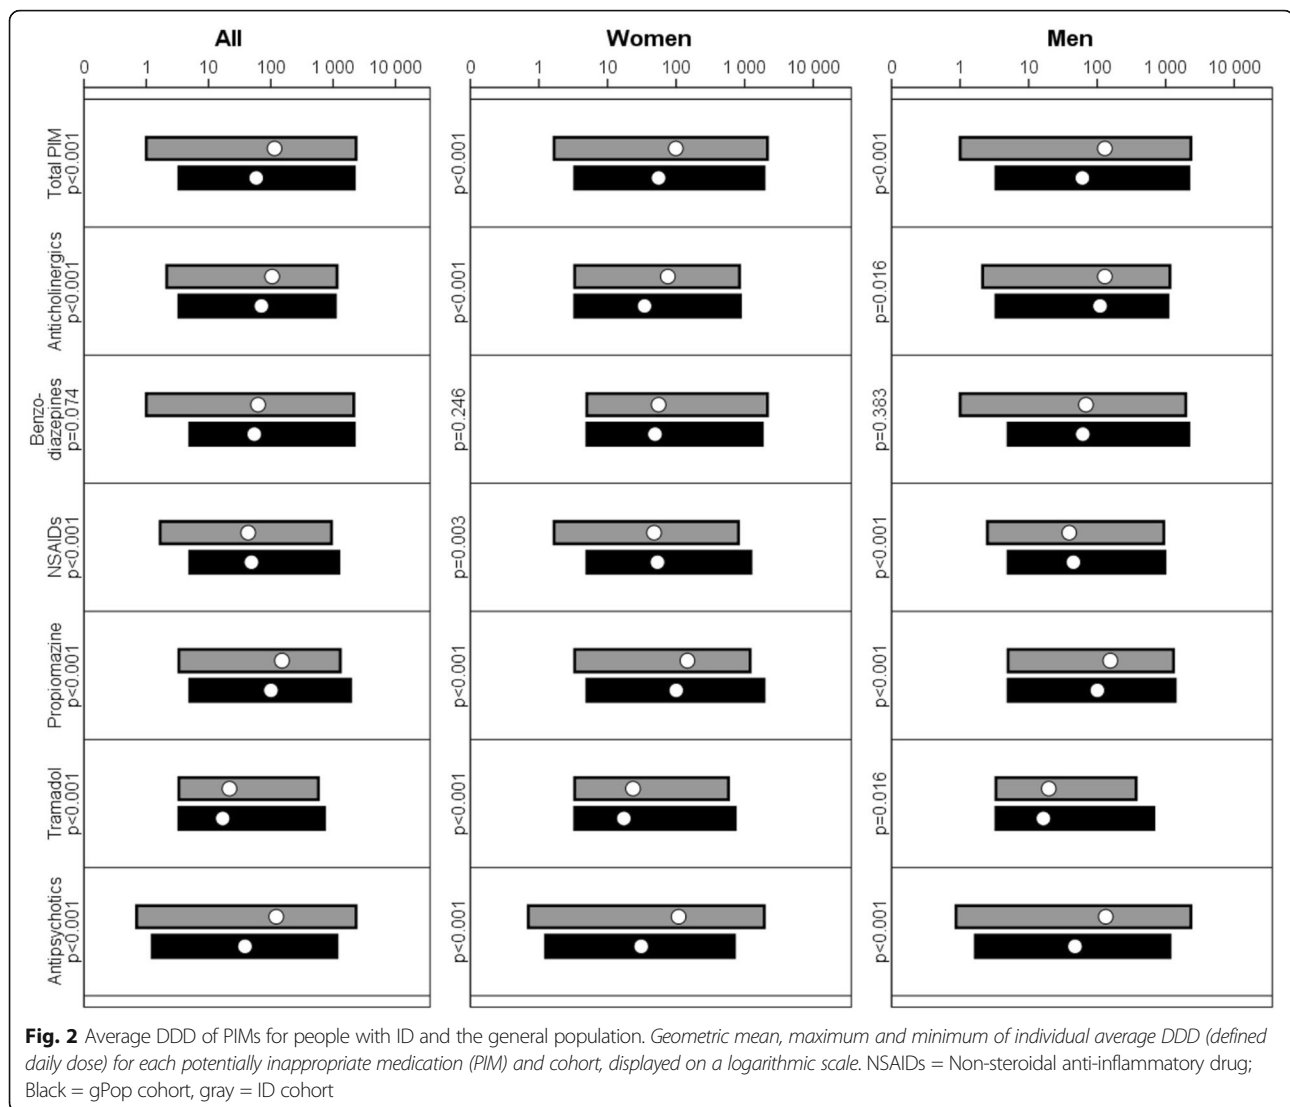 All
Women
Men
0 1 10 100 1 000 10 000
0 1 10 100 1 000 10 000
0 1 10 100 1 000 10 000
Total PIM
p<0.001
p<0.001
p<0.001
Anticholinergics
p<0.001
p<0.001
p=0.016
Benzo-
diazepines
p=0.074
p=0.246
p=0.383
NSAIDs
p<0.001
p=0.003
p<0.001
Propiomazine
p<0.001
p<0.001
p<0.001
Tramadol
p<0.001
p<0.001
p=0.016
Antipsychotics
p<0.001
p<0.001
p<0.001
Fig. 2 Average DDD of PIMs for people with ID and the general population. Geometric mean, maximum and minimum of individual average DDD (defined
daily dose) for each potentially inappropriate medication (PIM) and cohort, displayed on a logarithmic scale. NSAIDs = Non-steroidal anti-inflammatory drug;
Black = gPop cohort, gray = ID cohort